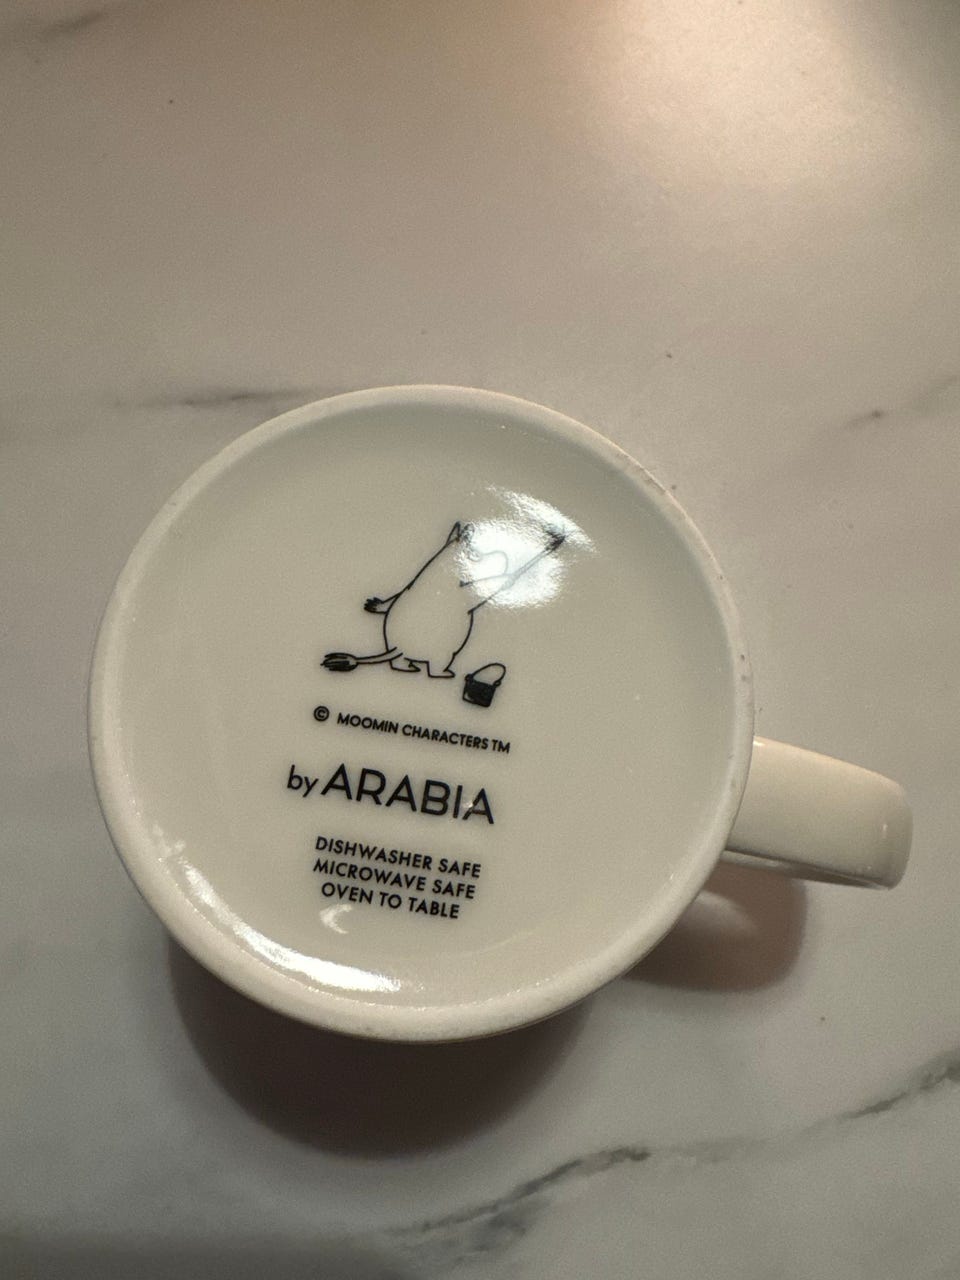 © MOOMIN CHARACTERS TM
by ARABIA
DISHWASHER SAFE
MICROWAVE SAFE
OVEN TO TABLE